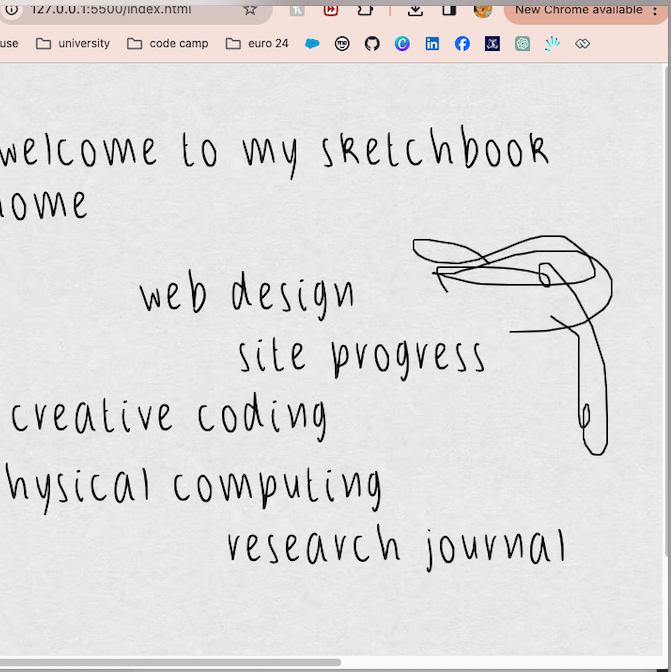 127.0.0.1:5500/index.html
New Chrome available
use university code camp euro 24
welcome to my sketchbook
home
web design
site progress
creative coding
hysical computing
research journal